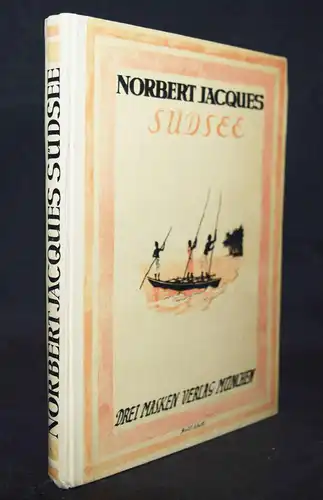 NORBERT JACQUES SÜDSEE
NORBERT JACQUES
SÜDSEE
DREI MASKEN VERLAG MÜNCHEN